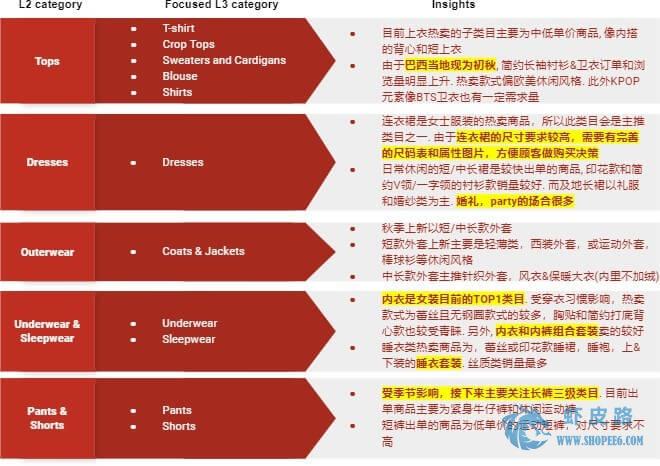 L2 category
Focused L3 category
Insights
Tops
T-shirt
Crop Tops
Sweaters and Cardigans
Blouse
Shirts
目前上衣热卖的子类目主要为中低单价商品, 像内搭
的背心和短上衣
由于巴西当地现为初秋, 简约长袖衬衫&卫衣订单和浏
览量明显上升. 热卖款式偏欧美休闲风格. 此外KPOP
元素像BTS卫衣也有一定需求量
Dresses
Dresses
连衣裙是女士服装的热卖商品，所以此类目会是主推
类目之一. 由于连衣裙的尺寸要求较高，需要有完善
的尺码表和属性图片，方便顾客做购买决策
日常休闲的短/中长裙是较快出单的商品, 印花款和简
约V领/一字领的衬衫款销量较好. 而及地长裙以礼服
和婚纱类为主. 婚礼，party的场合很多
Outerwear
Coats & Jackets
秋季上新以短/中长款外套
短款外套上新主要是轻薄类，西装外套，或运动外套,
棒球衫等休闲风格
中长款外套主推针织外套，风衣&保暖大衣(内里不加绒)
Underwear &
Sleepwear
Underwear
Sleepwear
内衣是女装目前的TOP1类目. 受穿衣习惯影响，热卖
款式为蕾丝且无钢圈款式的较多，胸贴和简约打底背
心款也较受青睐. 另外, 内衣和内裤组合套装卖的较好
睡衣类热卖商品为，蕾丝或印花款睡裙，睡袍，上&
下装的睡衣套装. 丝质类销量最多
Pants &
Shorts
Pants
Shorts
受季节影响，接下来主要关注长裤三级类目. 目前出
单商品主要为紧身牛仔裤和休闲运动裤
短裤出单的商品为低单价的运动短裤，对尺寸要求不
高
虾皮路
WWW.SHOPEE6.COM